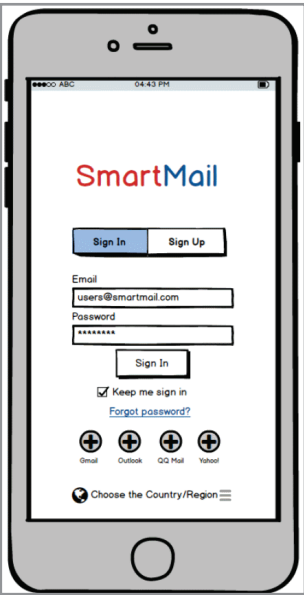 ABC 04:43 PM
SmartMail
Sign In Sign Up
Email
users@smartmail.com
Password
********
Sign In
Keep me sign in
Forgot password?
Gmail Outlook QQ Mail Yahoo!
Choose the Country/Region